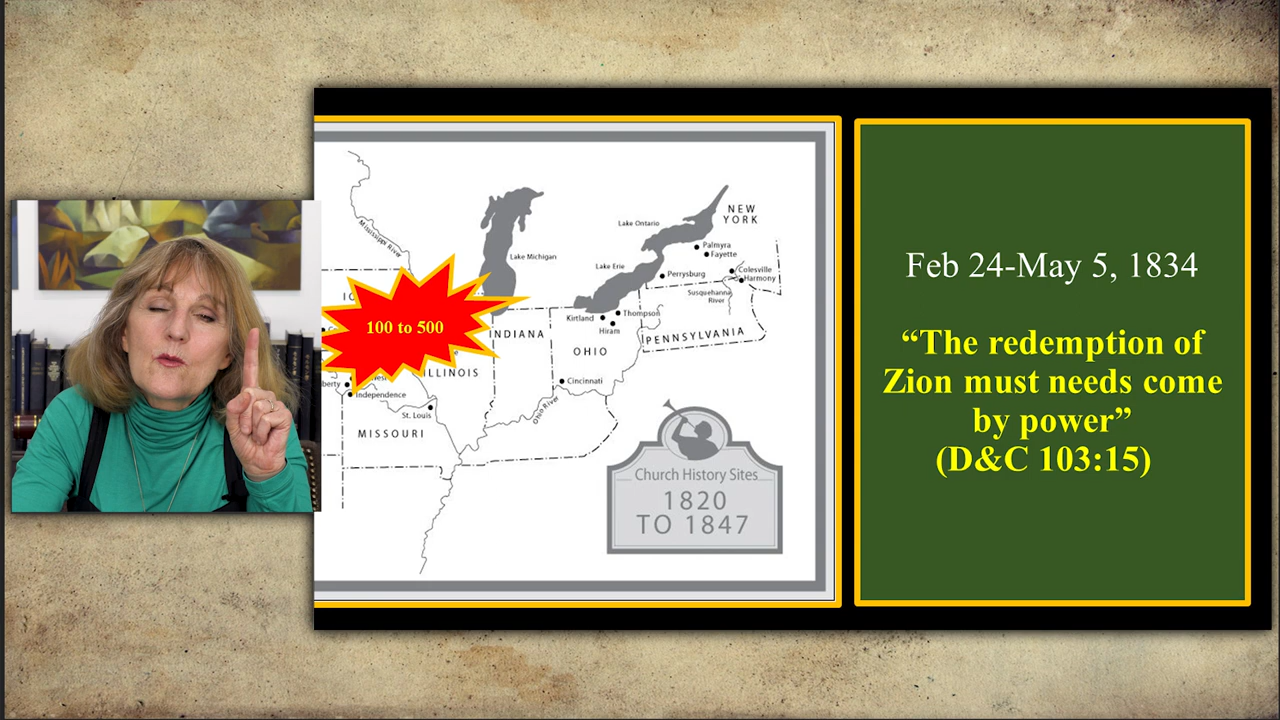 Mississippi River
Lake Michigan
Lake Ontario
NEW
YORK
Palmyra
Fayette
Lake Erie
Perrysburg
Colesville
Harmony
Susquehanna
River
100 to 500
INDIANA
Kirtland
Thompson
Hiram
PENNSYLVANIA
OHIO
ILLINOIS
Cincinnati
Independence
St. Louis
Ohio River
MISSOURI
Church History Sites
1820
TO 1847
Feb 24-May 5, 1834
“The redemption of
Zion must needs come
by power”
(D&C 103:15)